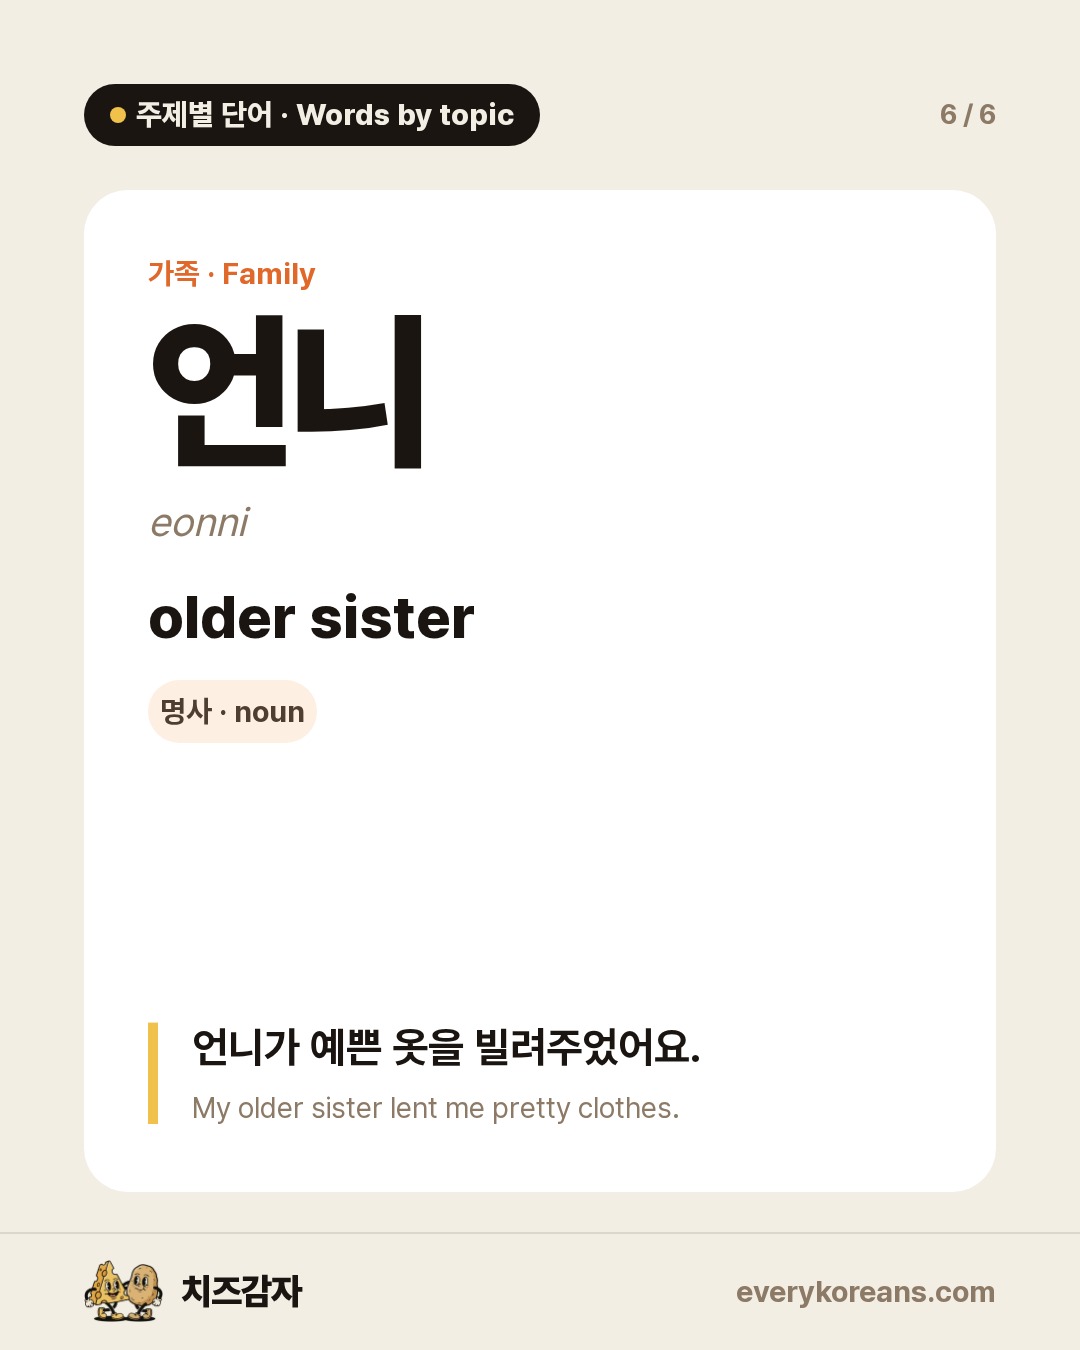 주제별 단어 · Words by topic
6 / 6
가족 · Family
언니
eonni
older sister
명사 · noun
언니가 예쁜 옷을 빌려주었어요.
My older sister lent me pretty clothes.
치즈감자
everykoreans.com